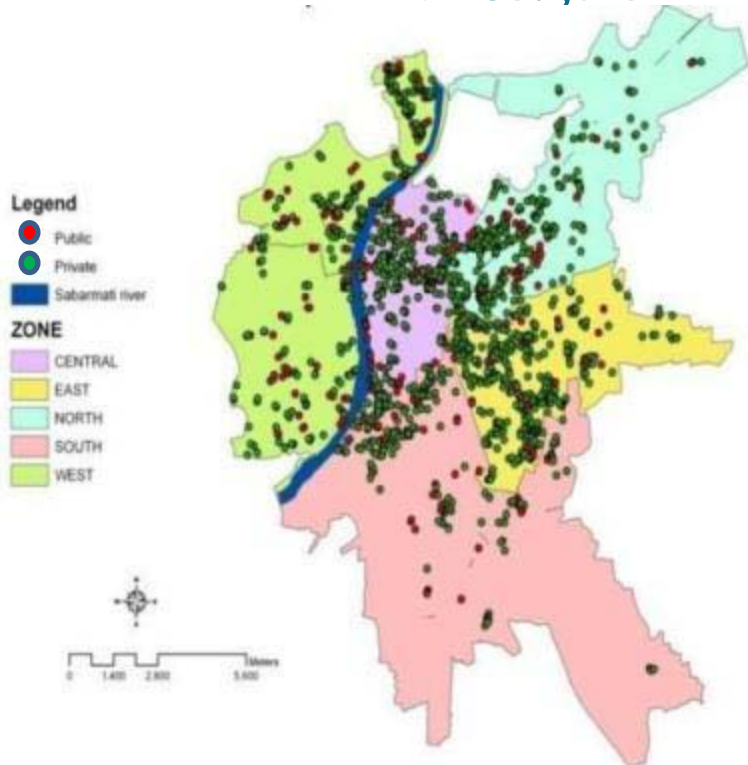 Legend
Public
Private
Sabarmati river
ZONE
CENTRAL
EAST
NORTH
SOUTH
WEST
Meters
0 1,400 2,800 5,600